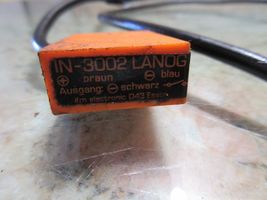 IN-3002 LANOG
⊕ braun ⊖ blau
Ausgang: ⊖ schwarz
ifm electronic D43 Essen